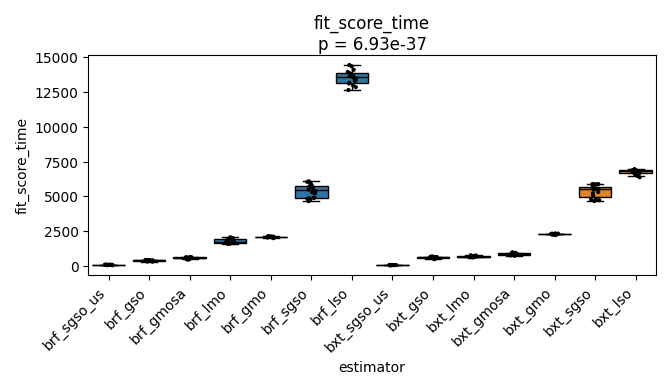 fit_score_time
p = 6.93e-37
fit_score_time
15000
12500
7500
5000
2500
0
brf_sgso_us
brf_gso
brf_gmosa
brf_lmo
brf_gmo
brf_sgso
brf_lso
bxt_sgso_us
bxt_gso
bxt_lmo
bxt_gmosa
bxt_gmo
bxt_sgso
bxt_lso
estimator